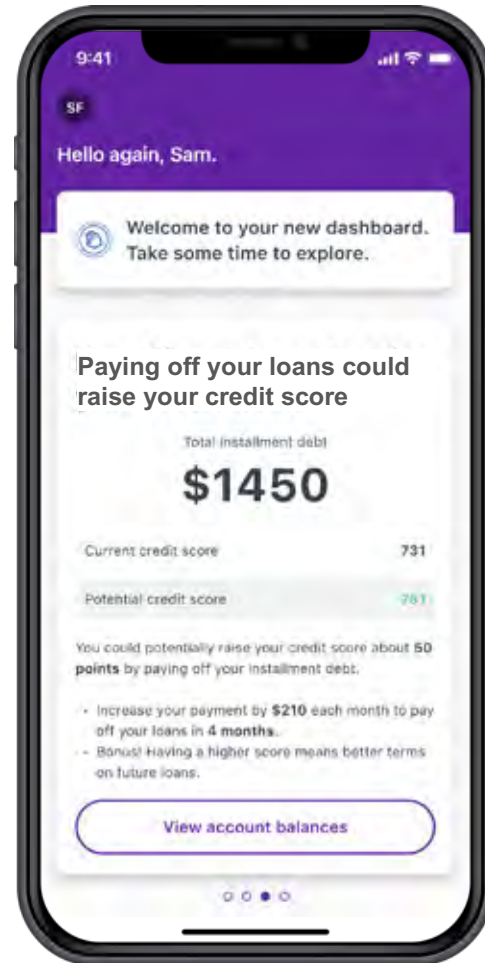 9:41
SF
Hello again, Sam.
Welcome to your new dashboard.
Take some time to explore.
Paying off your loans could
raise your credit score
Total installment debt
$1450
Current credit score 731
Potential credit score 781
You could potentially raise your credit score about 50
points by paying off your installment debt.
- Increase your payment by $210 each month to pay
off your loans in 4 months.
- Bonus! Having a higher score means better terms
on future loans.
View account balances